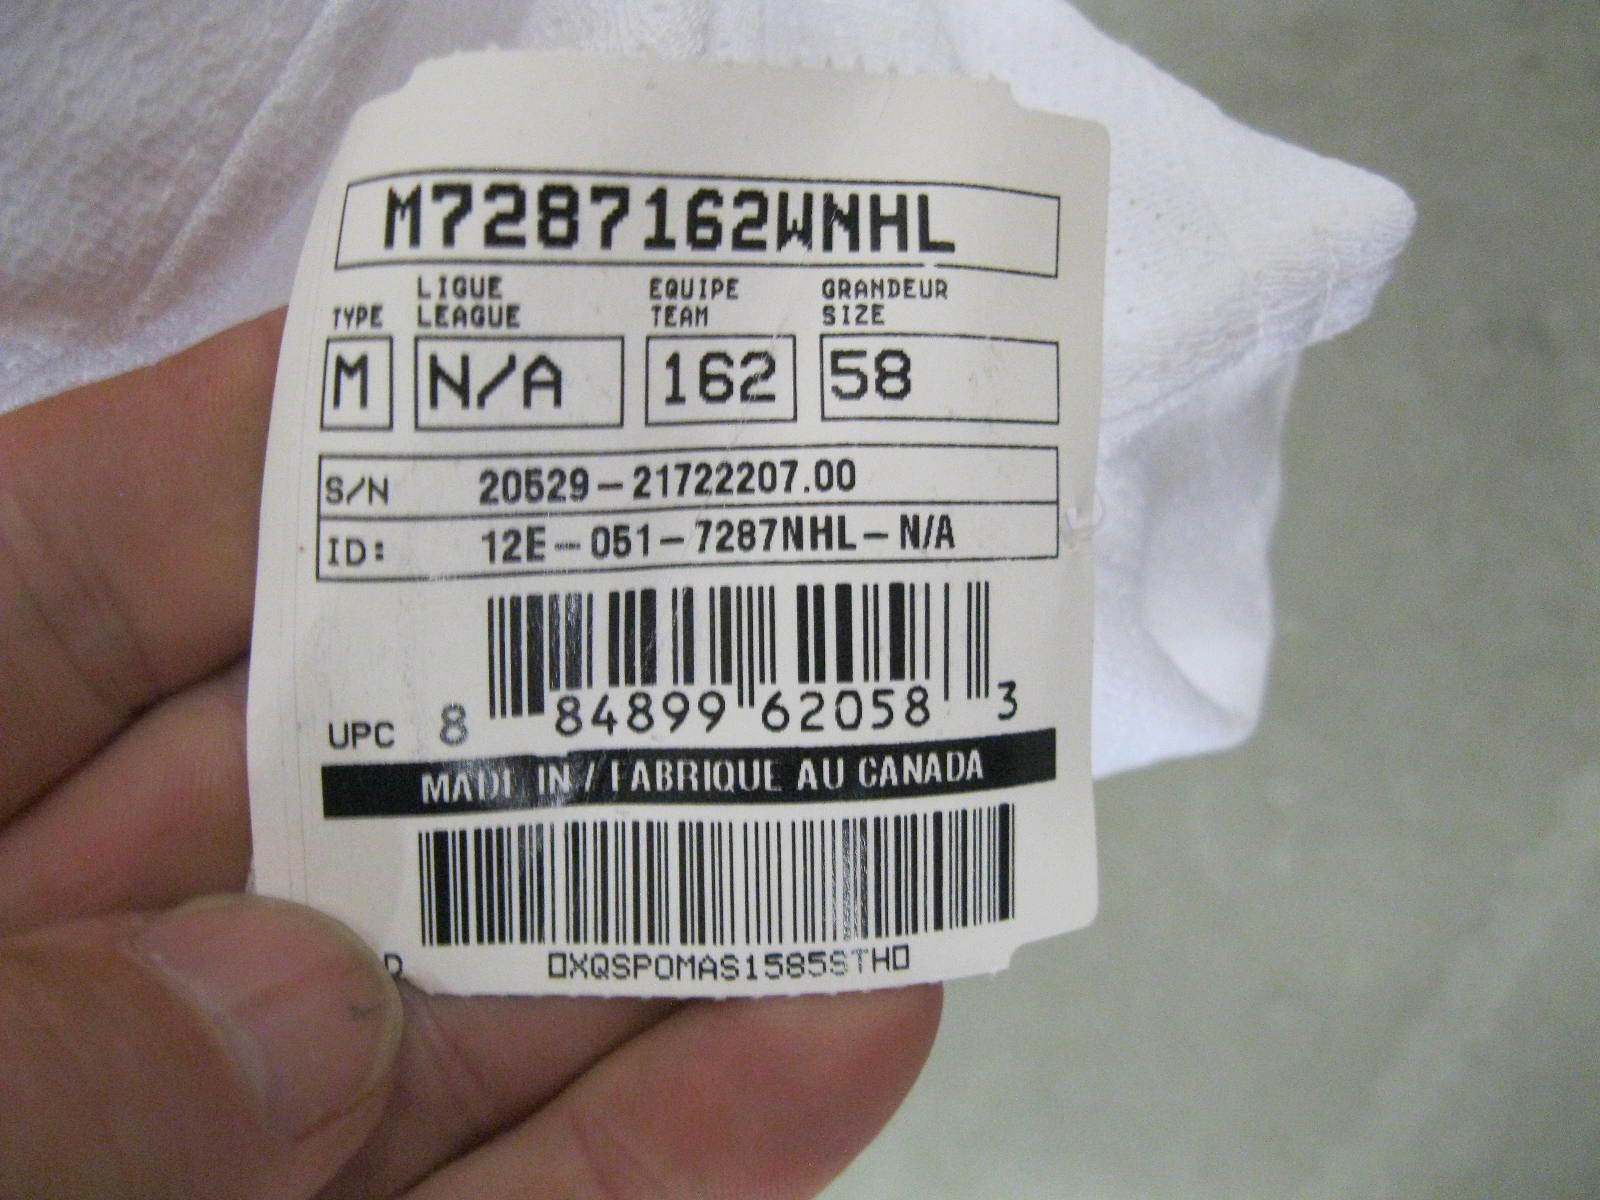 M7287162WNHL
TYPE LIGUE LEAGUE EQUIPE TEAM GRANDEUR SIZE
M N/A 162 58
S/N 20529-21722207.00
ID: 12E-051-7287NHL-N/A
UPC 8 84899 62058 3
MADE IN / FABRIQUE AU CANADA
XQSPOMAS1585STH